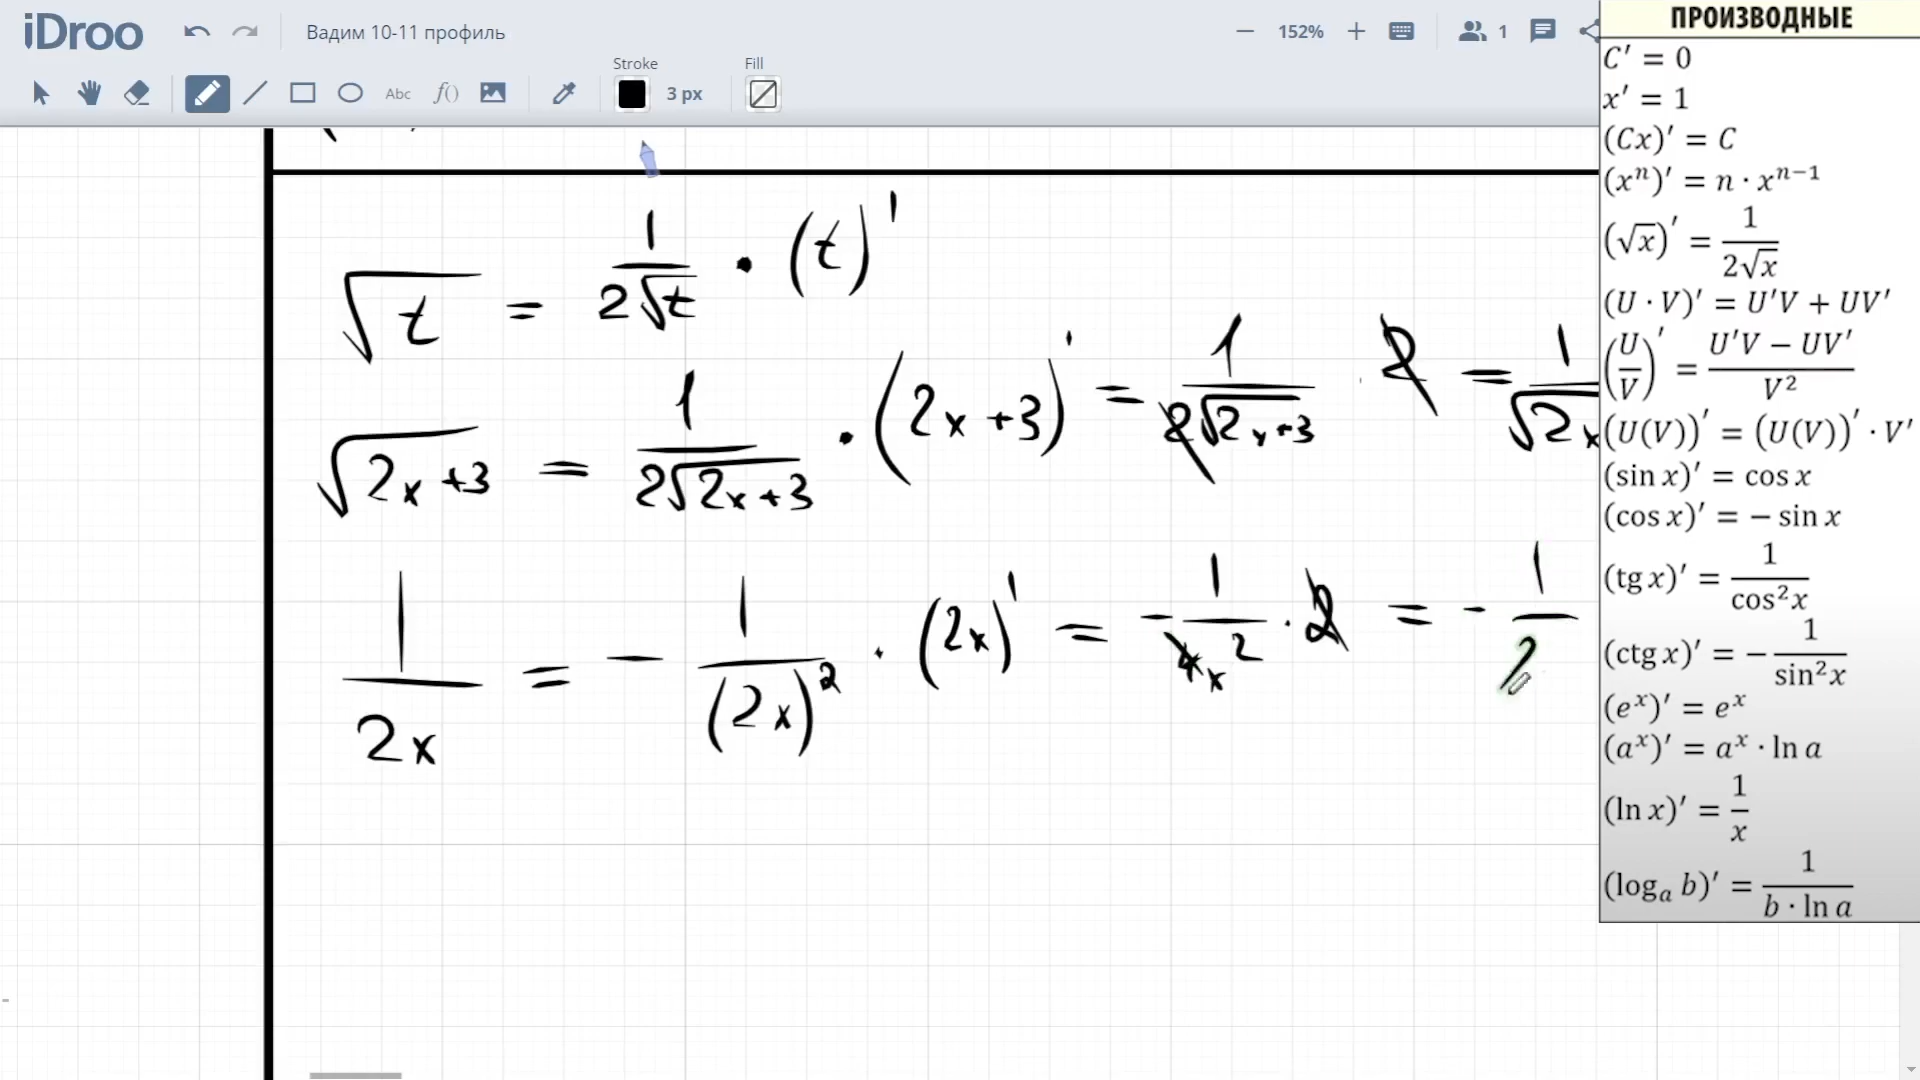 iDroo
Вадим 10-11 профиль
152%
1
Stroke
3 px
Fill
Abc
f()
ПРОИЗВОДНЫЕ
C′ = 0
x′ = 1
(Cx)′ = C
(xⁿ)′ = n · xⁿ⁻¹
(√x)′ = 1/(2√x)
(U · V)′ = U′V + UV′
(U/V)′ = (U′V − UV′)/V²
(U(V))′ = (U(V))′ · V′
(sin x)′ = cos x
(cos x)′ = − sin x
(tg x)′ = 1/cos²x
(ctg x)′ = − 1/sin²x
(eˣ)′ = eˣ
(aˣ)′ = aˣ · ln a
(ln x)′ = 1/x
(logₐ b)′ = 1/(b · ln a)
√t = 1/(2√t) · (t)′
√(2x+3) = 1/(2√(2x+3)) · (2x+3)′ = 1/(2√(2x+3)) · 2 = 1/√2x
1/(2x) = − 1/(2x)² · (2x)′ = − 1/(4x²) · 2 = − 1/2